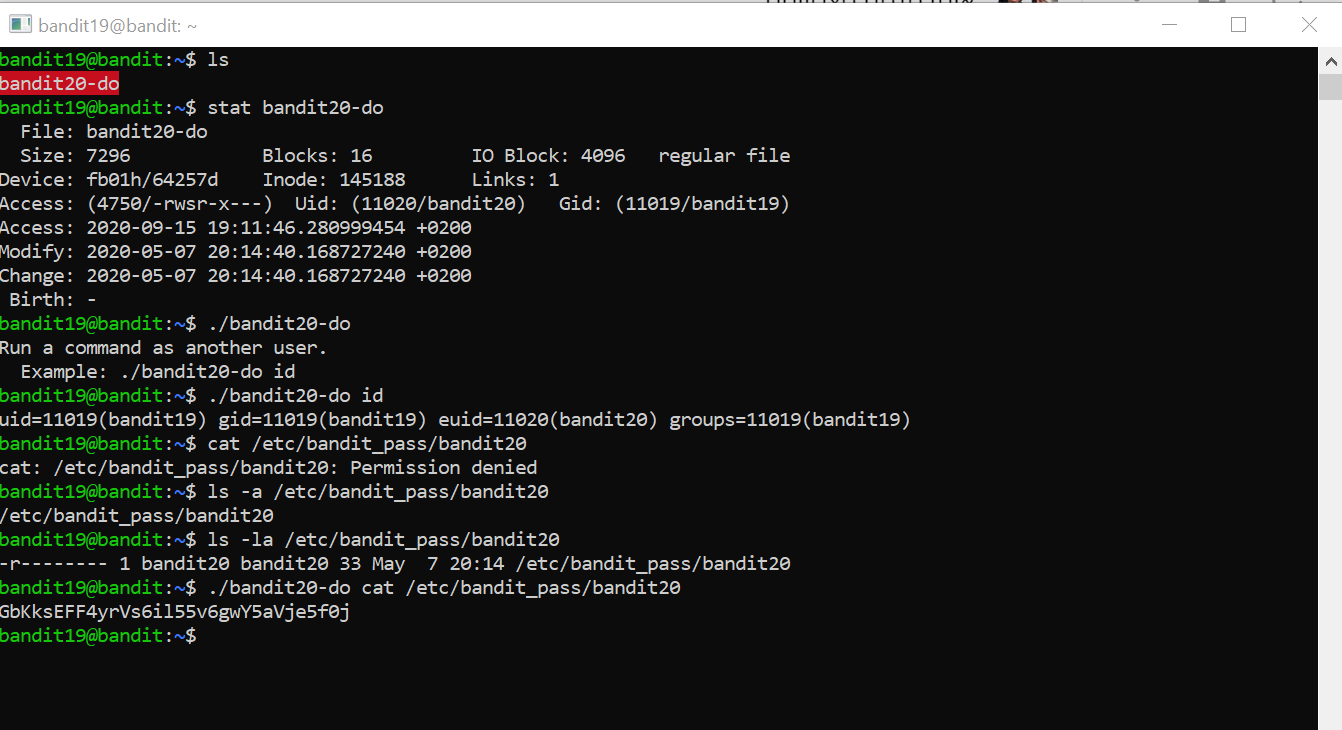 bandit19@bandit: ~
bandit19@bandit:~$ ls
bandit20-do
bandit19@bandit:~$ stat bandit20-do
  File: bandit20-do
  Size: 7296            Blocks: 16         IO Block: 4096   regular file
Device: fb01h/64257d    Inode: 145188      Links: 1
Access: (4750/-rwsr-x---)  Uid: (11020/bandit20)   Gid: (11019/bandit19)
Access: 2020-09-15 19:11:46.280999454 +0200
Modify: 2020-05-07 20:14:40.168727240 +0200
Change: 2020-05-07 20:14:40.168727240 +0200
 Birth: -
bandit19@bandit:~$ ./bandit20-do
Run a command as another user.
  Example: ./bandit20-do id
bandit19@bandit:~$ ./bandit20-do id
uid=11019(bandit19) gid=11019(bandit19) euid=11020(bandit20) groups=11019(bandit19)
bandit19@bandit:~$ cat /etc/bandit_pass/bandit20
cat: /etc/bandit_pass/bandit20: Permission denied
bandit19@bandit:~$ ls -a /etc/bandit_pass/bandit20
/etc/bandit_pass/bandit20
bandit19@bandit:~$ ls -la /etc/bandit_pass/bandit20
-r-------- 1 bandit20 bandit20 33 May  7 20:14 /etc/bandit_pass/bandit20
bandit19@bandit:~$ ./bandit20-do cat /etc/bandit_pass/bandit20
GbKksEFF4yrVs6il55v6gwY5aVje5f0j
bandit19@bandit:~$